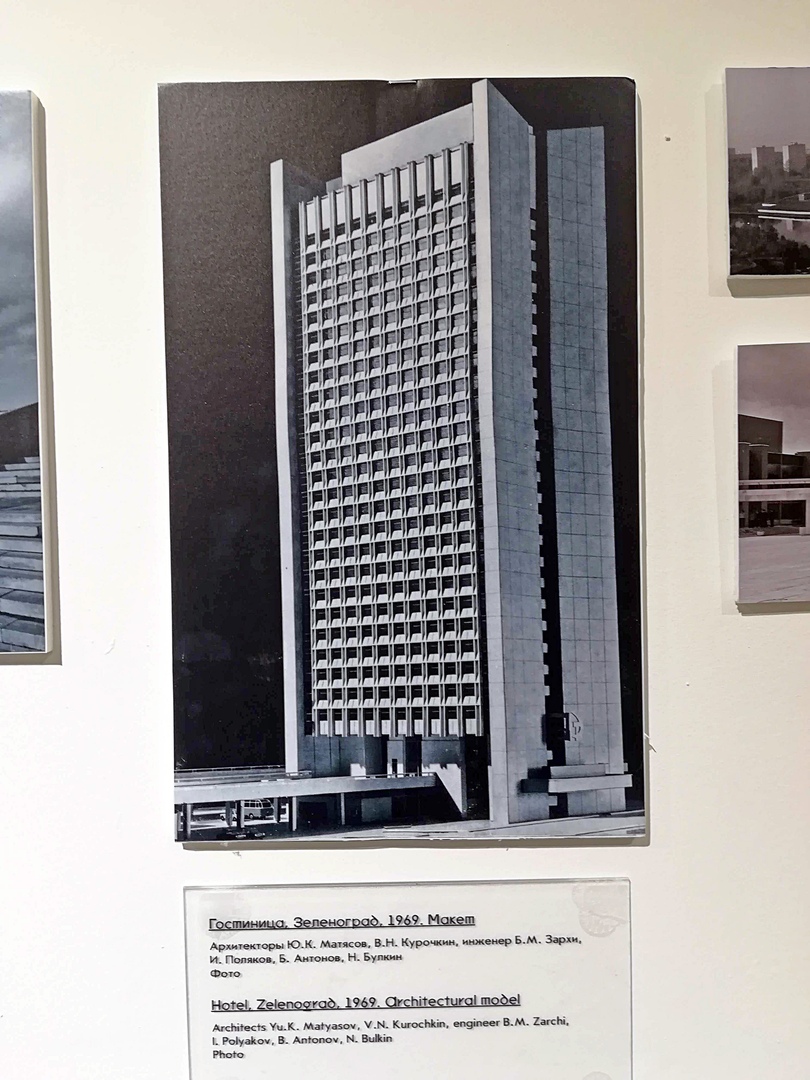 Гостиница, Зеленоград, 1969. Макет
Архитекторы Ю.К. Матясов, В.Н. Курочкин, инженер Б.М. Зархи,
И. Поляков, Б. Антонов, Н. Булкин
Фото
Hotel, Zelenograd, 1969. Architectural model
Architects Yu.K. Matyasov, V.N. Kurochkin, engineer B.M. Zarchi,
I. Polyakov, B. Antonov, N. Bulkin
Photo